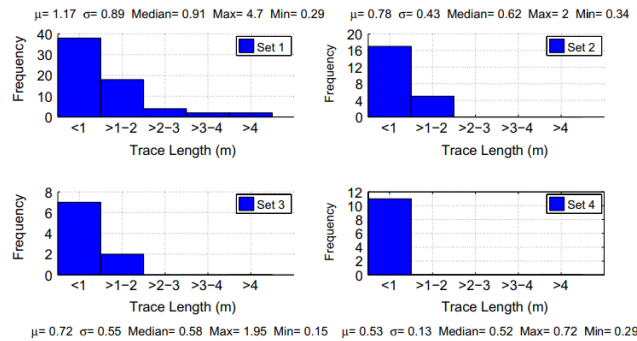 μ= 1.17 σ= 0.89 Median= 0.91 Max= 4.7 Min= 0.29
40
30
20
10
0
Frequency
Set 1
<1 >1−2 >2−3 >3−4 >4
Trace Length (m)
μ= 0.78 σ= 0.43 Median= 0.62 Max= 2 Min= 0.34
20
16
12
8
4
0
Frequency
Set 2
<1 >1−2 >2−3 >3−4 >4
Trace Length (m)
8
6
4
2
0
Frequency
Set 3
<1 >1−2 >2−3 >3−4 >4
Trace Length (m)
μ= 0.72 σ= 0.55 Median= 0.58 Max= 1.95 Min= 0.15
12
10
8
6
4
2
0
Frequency
Set 4
<1 >1−2 >2−3 >3−4 >4
Trace Length (m)
μ= 0.53 σ= 0.13 Median= 0.52 Max= 0.72 Min= 0.29